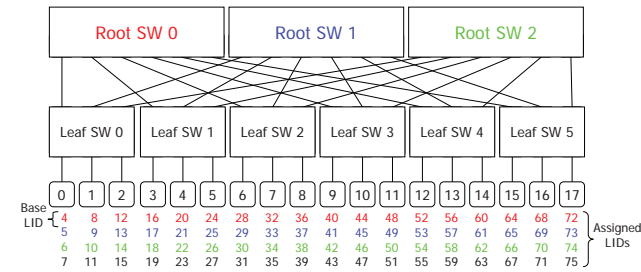 Root SW 0 Root SW 1 Root SW 2
Leaf SW 0 Leaf SW 1 Leaf SW 2 Leaf SW 3 Leaf SW 4 Leaf SW 5
0 1 2 3 4 5 6 7 8 9 10 11 12 13 14 15 16 17
Base
LID
4 8 12 16 20 24 28 32 36 40 44 48 52 56 60 64 68 72
5 9 13 17 21 25 29 33 37 41 45 49 53 57 61 65 69 73
6 10 14 18 22 26 30 34 38 42 46 50 54 58 62 66 70 74
7 11 15 19 23 27 31 35 39 43 47 51 55 59 63 67 71 75
Assigned
LIDs